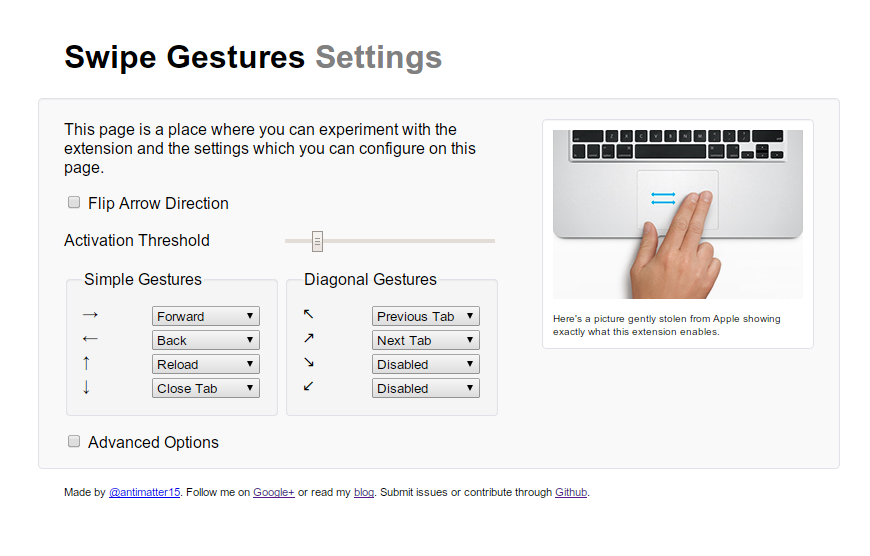 Swipe Gestures Settings
This page is a place where you can experiment with the
extension and the settings which you can configure on this
page.
Flip Arrow Direction
Activation Threshold
Simple Gestures
→ Forward
← Back
↑ Reload
↓ Close Tab
Diagonal Gestures
↖ Previous Tab
↗ Next Tab
↘ Disabled
↙ Disabled
Advanced Options
Here's a picture gently stolen from Apple showing
exactly what this extension enables.
Made by @antimatter15. Follow me on Google+ or read my blog. Submit issues or contribute through Github.